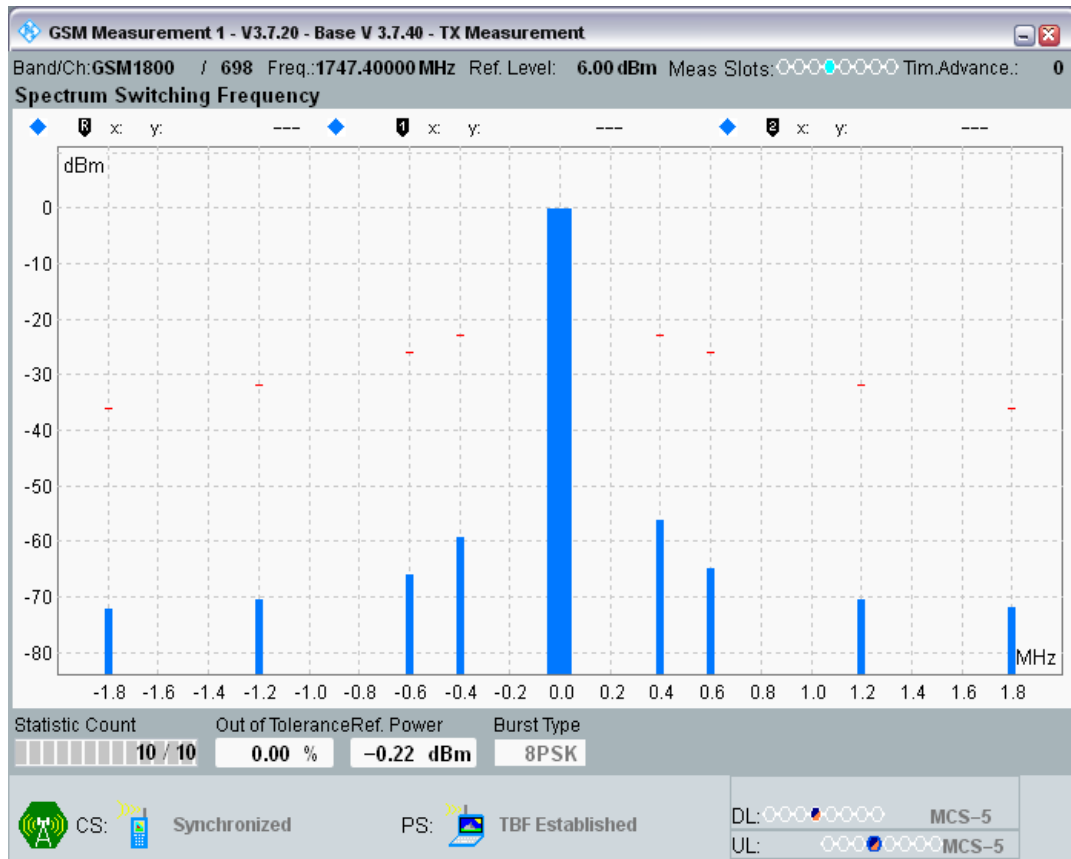 GSM Measurement 1 - V3.7.20 - Base V 3.7.40 - TX Measurement
Band/Ch:GSM1800 / 698 Freq.:1747.40000 MHz Ref. Level: 6.00 dBm Meas Slots: Tim.Advance.: 0
Spectrum Switching Frequency
R x: y: --- 1 x: y: --- 2 x: y: ---
dBm
0
-10
-20
-30
-40
-50
-60
-70
-80
MHz
-1.8 -1.6 -1.4 -1.2 -1.0 -0.8 -0.6 -0.4 -0.2 0.0 0.2 0.4 0.6 0.8 1.0 1.2 1.4 1.6 1.8
Statistic Count Out of Tolerance Ref. Power Burst Type
10 / 10 0.00 % −0.22 dBm 8PSK
CS: Synchronized PS: TBF Established DL: MCS–5
UL: MCS–5